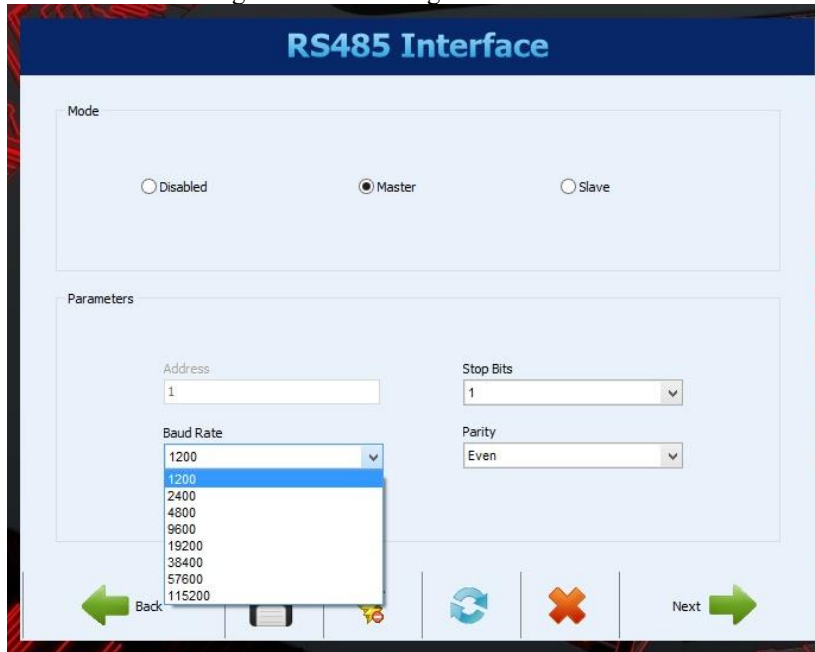 RS485 Interface
Mode
Disabled
Master
Slave
Parameters
Address
1
Stop Bits
1
Baud Rate
1200
Parity
Even
1200
2400
4800
9600
19200
38400
57600
115200
Back
Next